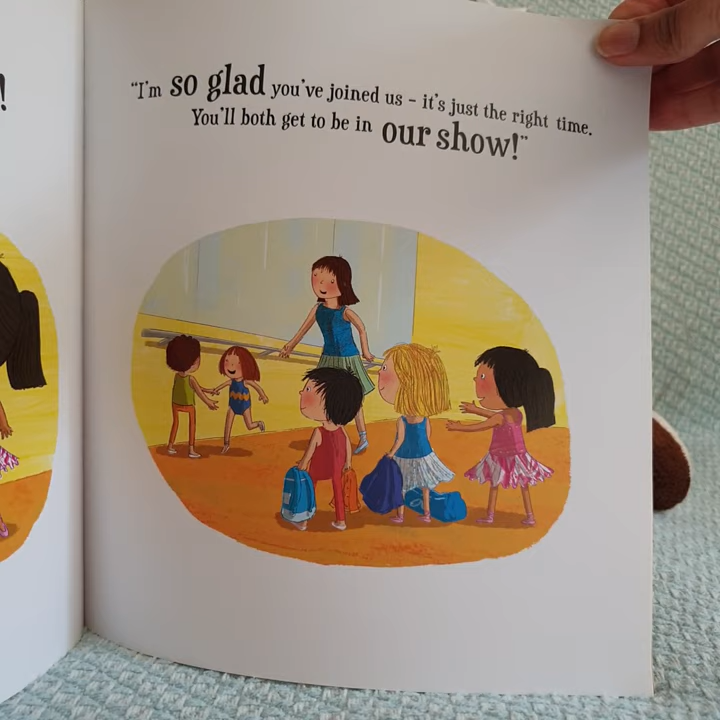 !
“I’m so glad you’ve joined us – it’s just the right time.
You’ll both get to be in our show!”